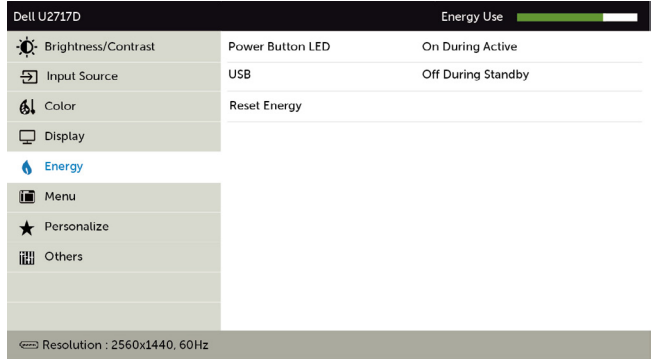 Dell U2717D Energy Use
Brightness/Contrast Power Button LED On During Active
Input Source USB Off During Standby
Color Reset Energy
Display
Energy
Menu
Personalize
Others
Resolution : 2560x1440, 60Hz